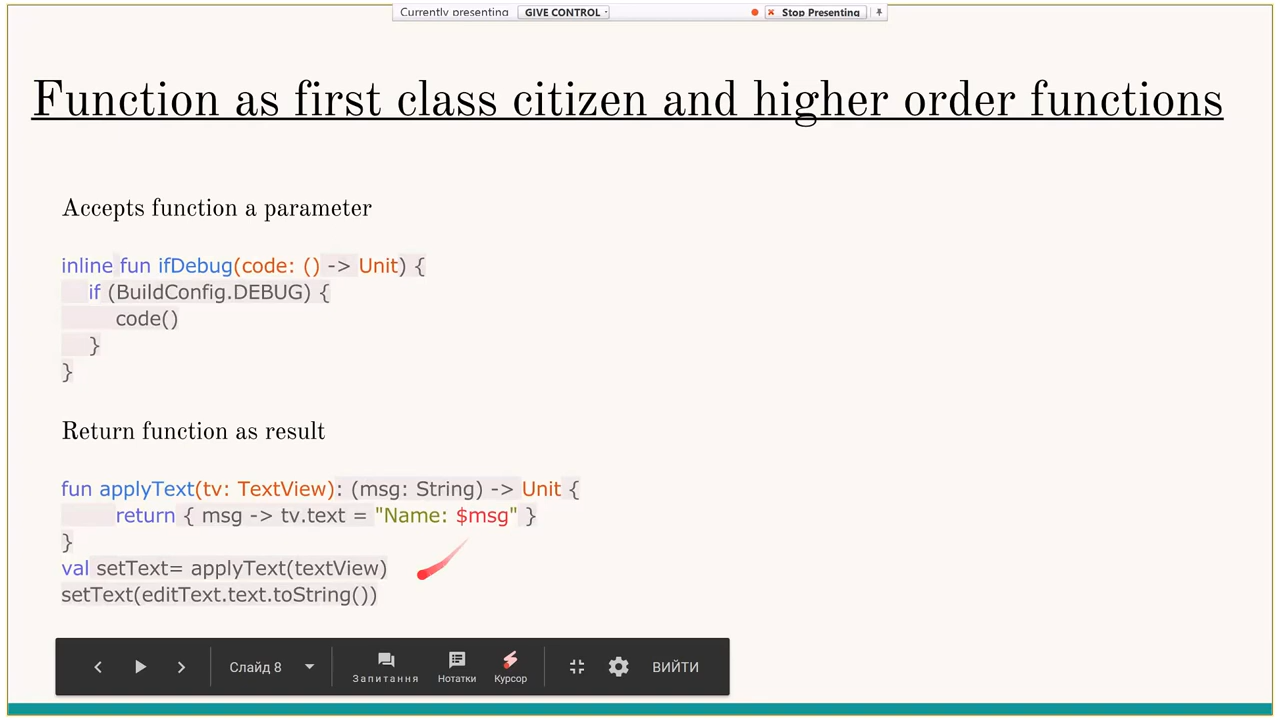 Currently presenting GIVE CONTROL Stop Presenting
Function as first class citizen and higher order functions
Accepts function a parameter
inline fun ifDebug(code: () -> Unit) {
if (BuildConfig.DEBUG) {
code()
}
}
Return function as result
fun applyText(tv: TextView): (msg: String) -> Unit {
return { msg -> tv.text = "Name: $msg" }
}
val setText= applyText(textView)
setText(editText.text.toString())
Слайд 8 Запитання Нотатки Курсор ВИЙТИ